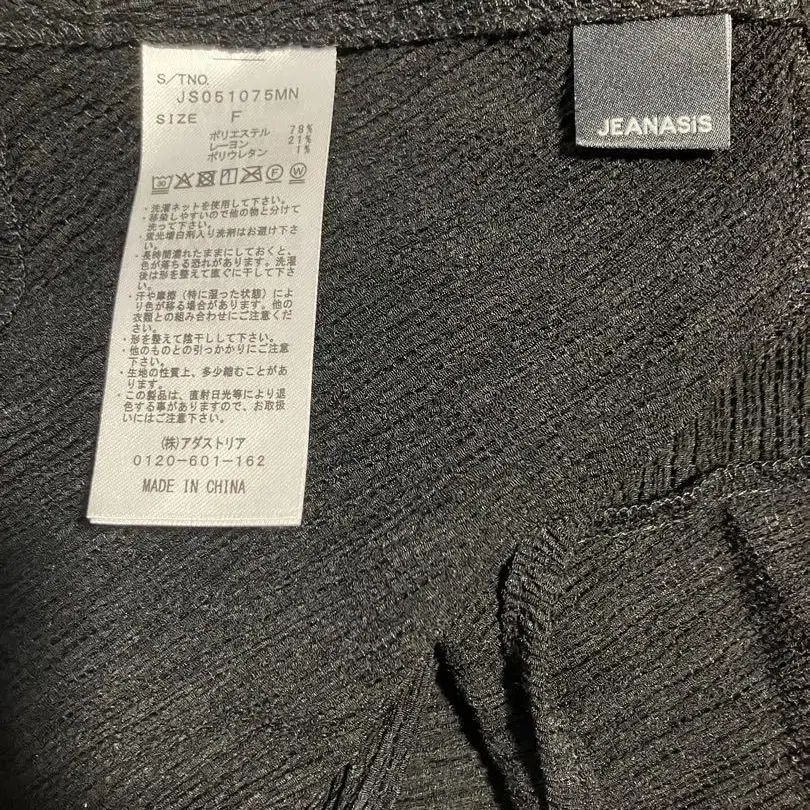 S/TNO.
JS051075MN
SIZE F
ポリエステル 78%
レーヨン 21%
ポリウレタン 1%
30 F W
・洗濯ネットを使用して下さい。
・移染しやすいので他の物と分けて
洗って下さい。
・蛍光増白剤入り洗剤はお避け下さ
い。
・長時間濡れたままにしておくと、
色が落ちる恐れがあります。洗濯
後は形を整えて直ぐに干して下さ
い。
・汗や摩擦(特に湿った状態)によ
り色が移る場合があります。他の
衣類との組み合わせにご注意くだ
さい。
・形を整えて陰干しして下さい。
・他のものとの引っかかりにご注意
下さい。
・生地の性質上、多少縮むことがあ
ります。
・この製品は、直射日光等により退
色する事がありますので、お取扱
いにはご注意下さい。
(株)アダストリア
0120-601-162
MADE IN CHINA
JEANASiS